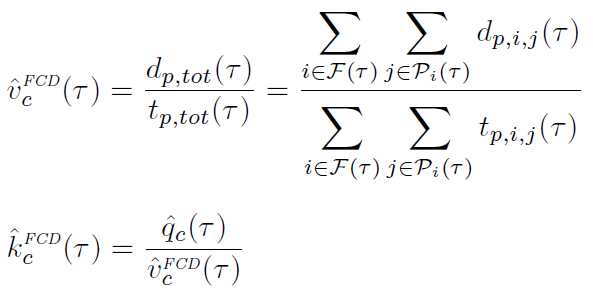 \hat{v}_c^{FCD}(\tau) = \frac{d_{p,tot}(\tau)}{t_{p,tot}(\tau)} = \frac{\sum_{i \in \mathcal{F}(\tau)} \sum_{j \in \mathcal{P}_i(\tau)} d_{p,i,j}(\tau)}{\sum_{i \in \mathcal{F}(\tau)} \sum_{j \in \mathcal{P}_i(\tau)} t_{p,i,j}(\tau)}
\hat{k}_c^{FCD}(\tau) = \frac{\hat{q}_c(\tau)}{\hat{v}_c^{FCD}(\tau)}